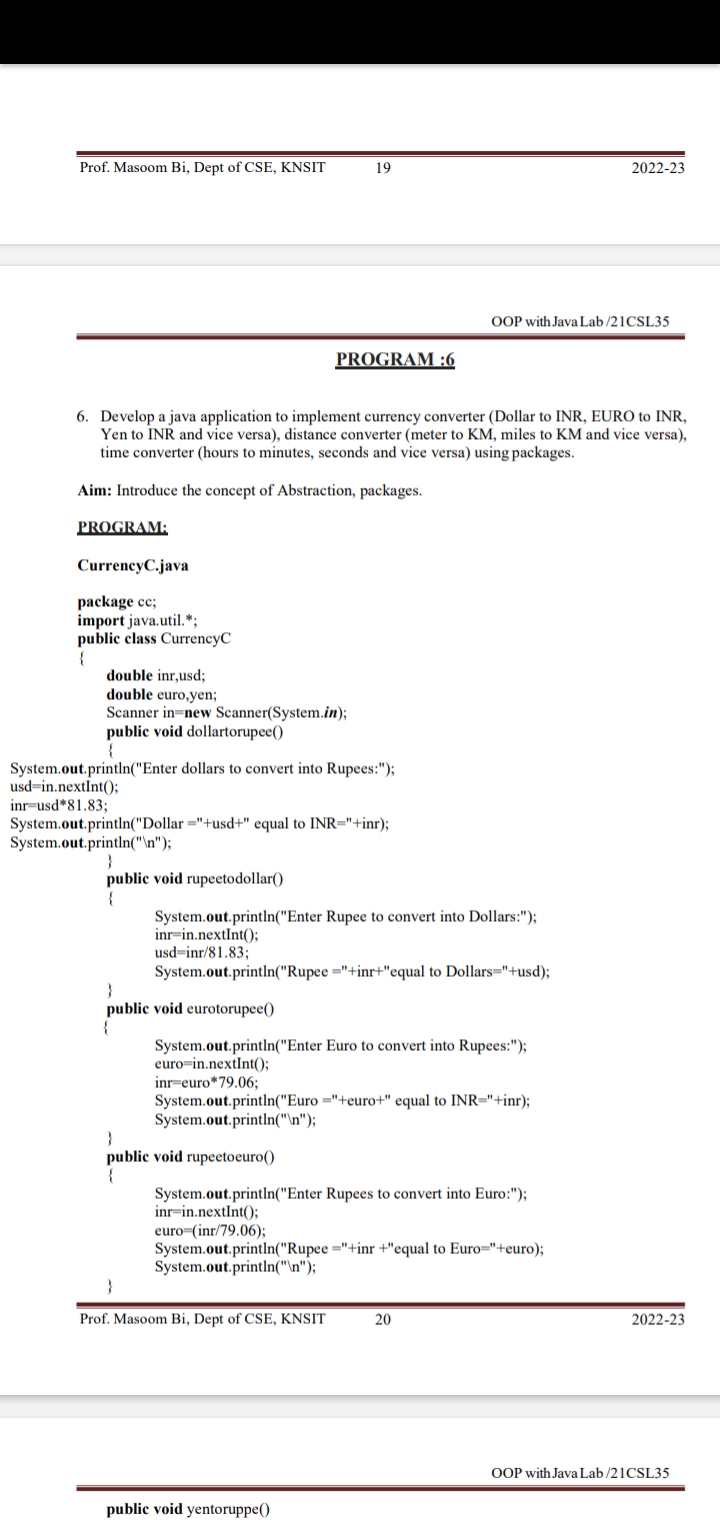 Prof. Masoom Bi, Dept of CSE, KNSIT 19 2022-23
OOP with Java Lab /21CSL35
PROGRAM :6
6. Develop a java application to implement currency converter (Dollar to INR, EURO to INR,
Yen to INR and vice versa), distance converter (meter to KM, miles to KM and vice versa),
time converter (hours to minutes, seconds and vice versa) using packages.
Aim: Introduce the concept of Abstraction, packages.
PROGRAM:
CurrencyC.java
package cc;
import java.util.*;
public class CurrencyC
{
double inr,usd;
double euro,yen;
Scanner in=new Scanner(System.in);
public void dollartorupee()
{
System.out.println("Enter dollars to convert into Rupees:");
usd=in.nextInt();
inr=usd*81.83;
System.out.println("Dollar ="+usd+" equal to INR="+inr);
System.out.println("\n");
}
public void rupeetodollar()
{
System.out.println("Enter Rupee to convert into Dollars:");
inr=in.nextInt();
usd=inr/81.83;
System.out.println("Rupee ="+inr+"equal to Dollars="+usd);
}
public void eurotorupee()
{
System.out.println("Enter Euro to convert into Rupees:");
euro=in.nextInt();
inr=euro*79.06;
System.out.println("Euro ="+euro+" equal to INR="+inr);
System.out.println("\n");
}
public void rupeetoeuro()
{
System.out.println("Enter Rupees to convert into Euro:");
inr=in.nextInt();
euro=(inr/79.06);
System.out.println("Rupee ="+inr +"equal to Euro="+euro);
System.out.println("\n");
}
Prof. Masoom Bi, Dept of CSE, KNSIT 20 2022-23
OOP with Java Lab /21CSL35
public void yentoruppe()